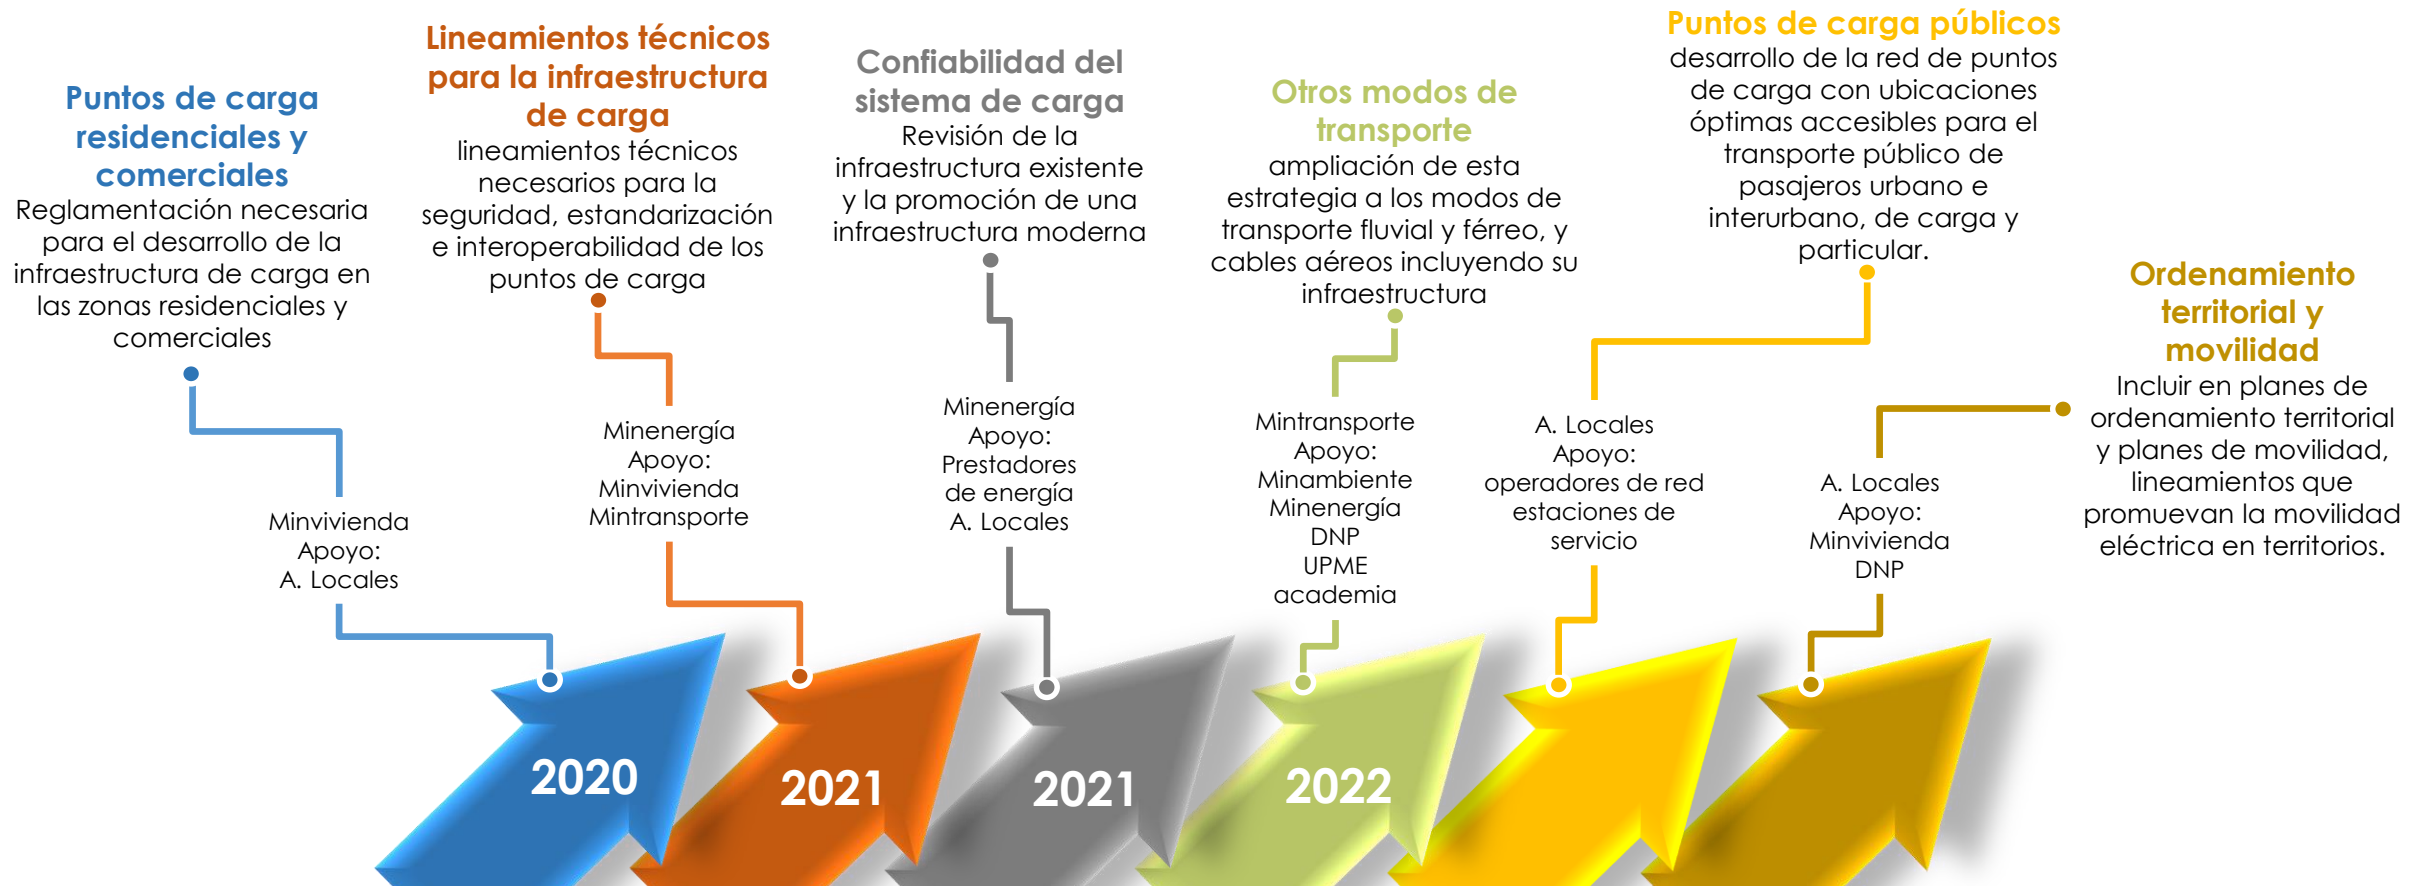 Puntos de carga
residenciales y
comerciales
Reglamentación necesaria
para el desarrollo de la
infraestructura de carga en
las zonas residenciales y
comerciales
Minvivienda
Apoyo:
A. Locales
2020
Lineamientos técnicos
para la infraestructura
de carga
lineamientos técnicos
necesarios para la
seguridad, estandarización
e interoperabilidad de los
puntos de carga
Minenergía
Apoyo:
Minvivienda
Mintransporte
2021
Confiabilidad del
sistema de carga
Revisión de la
infraestructura existente
y la promoción de una
infraestructura moderna
Minenergía
Apoyo:
Prestadores
de energía
A. Locales
2021
Otros modos de
transporte
ampliación de esta
estrategia a los modos de
transporte fluvial y férreo, y
cables aéreos incluyendo su
infraestructura
Mintransporte
Apoyo:
Minambiente
Minenergía
DNP
UPME
academia
2022
Puntos de carga públicos
desarrollo de la red de puntos
de carga con ubicaciones
óptimas accesibles para el
transporte público de
pasajeros urbano e
interurbano, de carga y
particular.
A. Locales
Apoyo:
operadores de red
estaciones de
servicio
Ordenamiento
territorial y
movilidad
Incluir en planes de
ordenamiento territorial
y planes de movilidad,
lineamientos que
promuevan la movilidad
eléctrica en territorios.
A. Locales
Apoyo:
Minvivienda
DNP